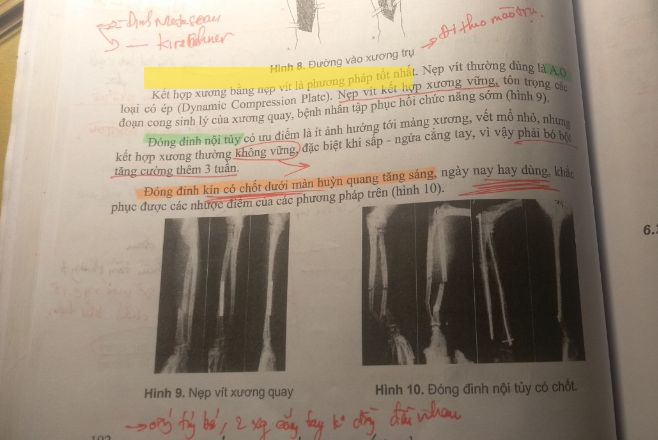 Đinh Metaizeau
— Kirschner
→ Đi theo mào trụ.
Hình 8. Đường vào xương trụ
Kết hợp xương bằng nẹp vít là phương pháp tốt nhất. Nẹp vít thường dùng là A.O
loại có ép (Dynamic Compression Plate). Nẹp vít kết hợp xương vững, tôn trọng các
đoạn cong sinh lý của xương quay, bệnh nhân tập phục hồi chức năng sớm (hình 9).
Đóng đinh nội tủy có ưu điểm là ít ảnh hưởng tới màng xương, vết mổ nhỏ, nhưng
kết hợp xương thường không vững, đặc biệt khi sấp - ngửa cẳng tay, vì vậy phải bó bột
tăng cường thêm 3 tuần.
Đóng đinh kín có chốt dưới màn huỳnh quang tăng sáng, ngày nay hay dùng, khắc
phục được các nhược điểm của các phương pháp trên (hình 10).
6.
Hình 9. Nẹp vít xương quay
Hình 10. Đóng đinh nội tủy có chốt.
→ ống tủy bé, 2 xg cẳng tay k